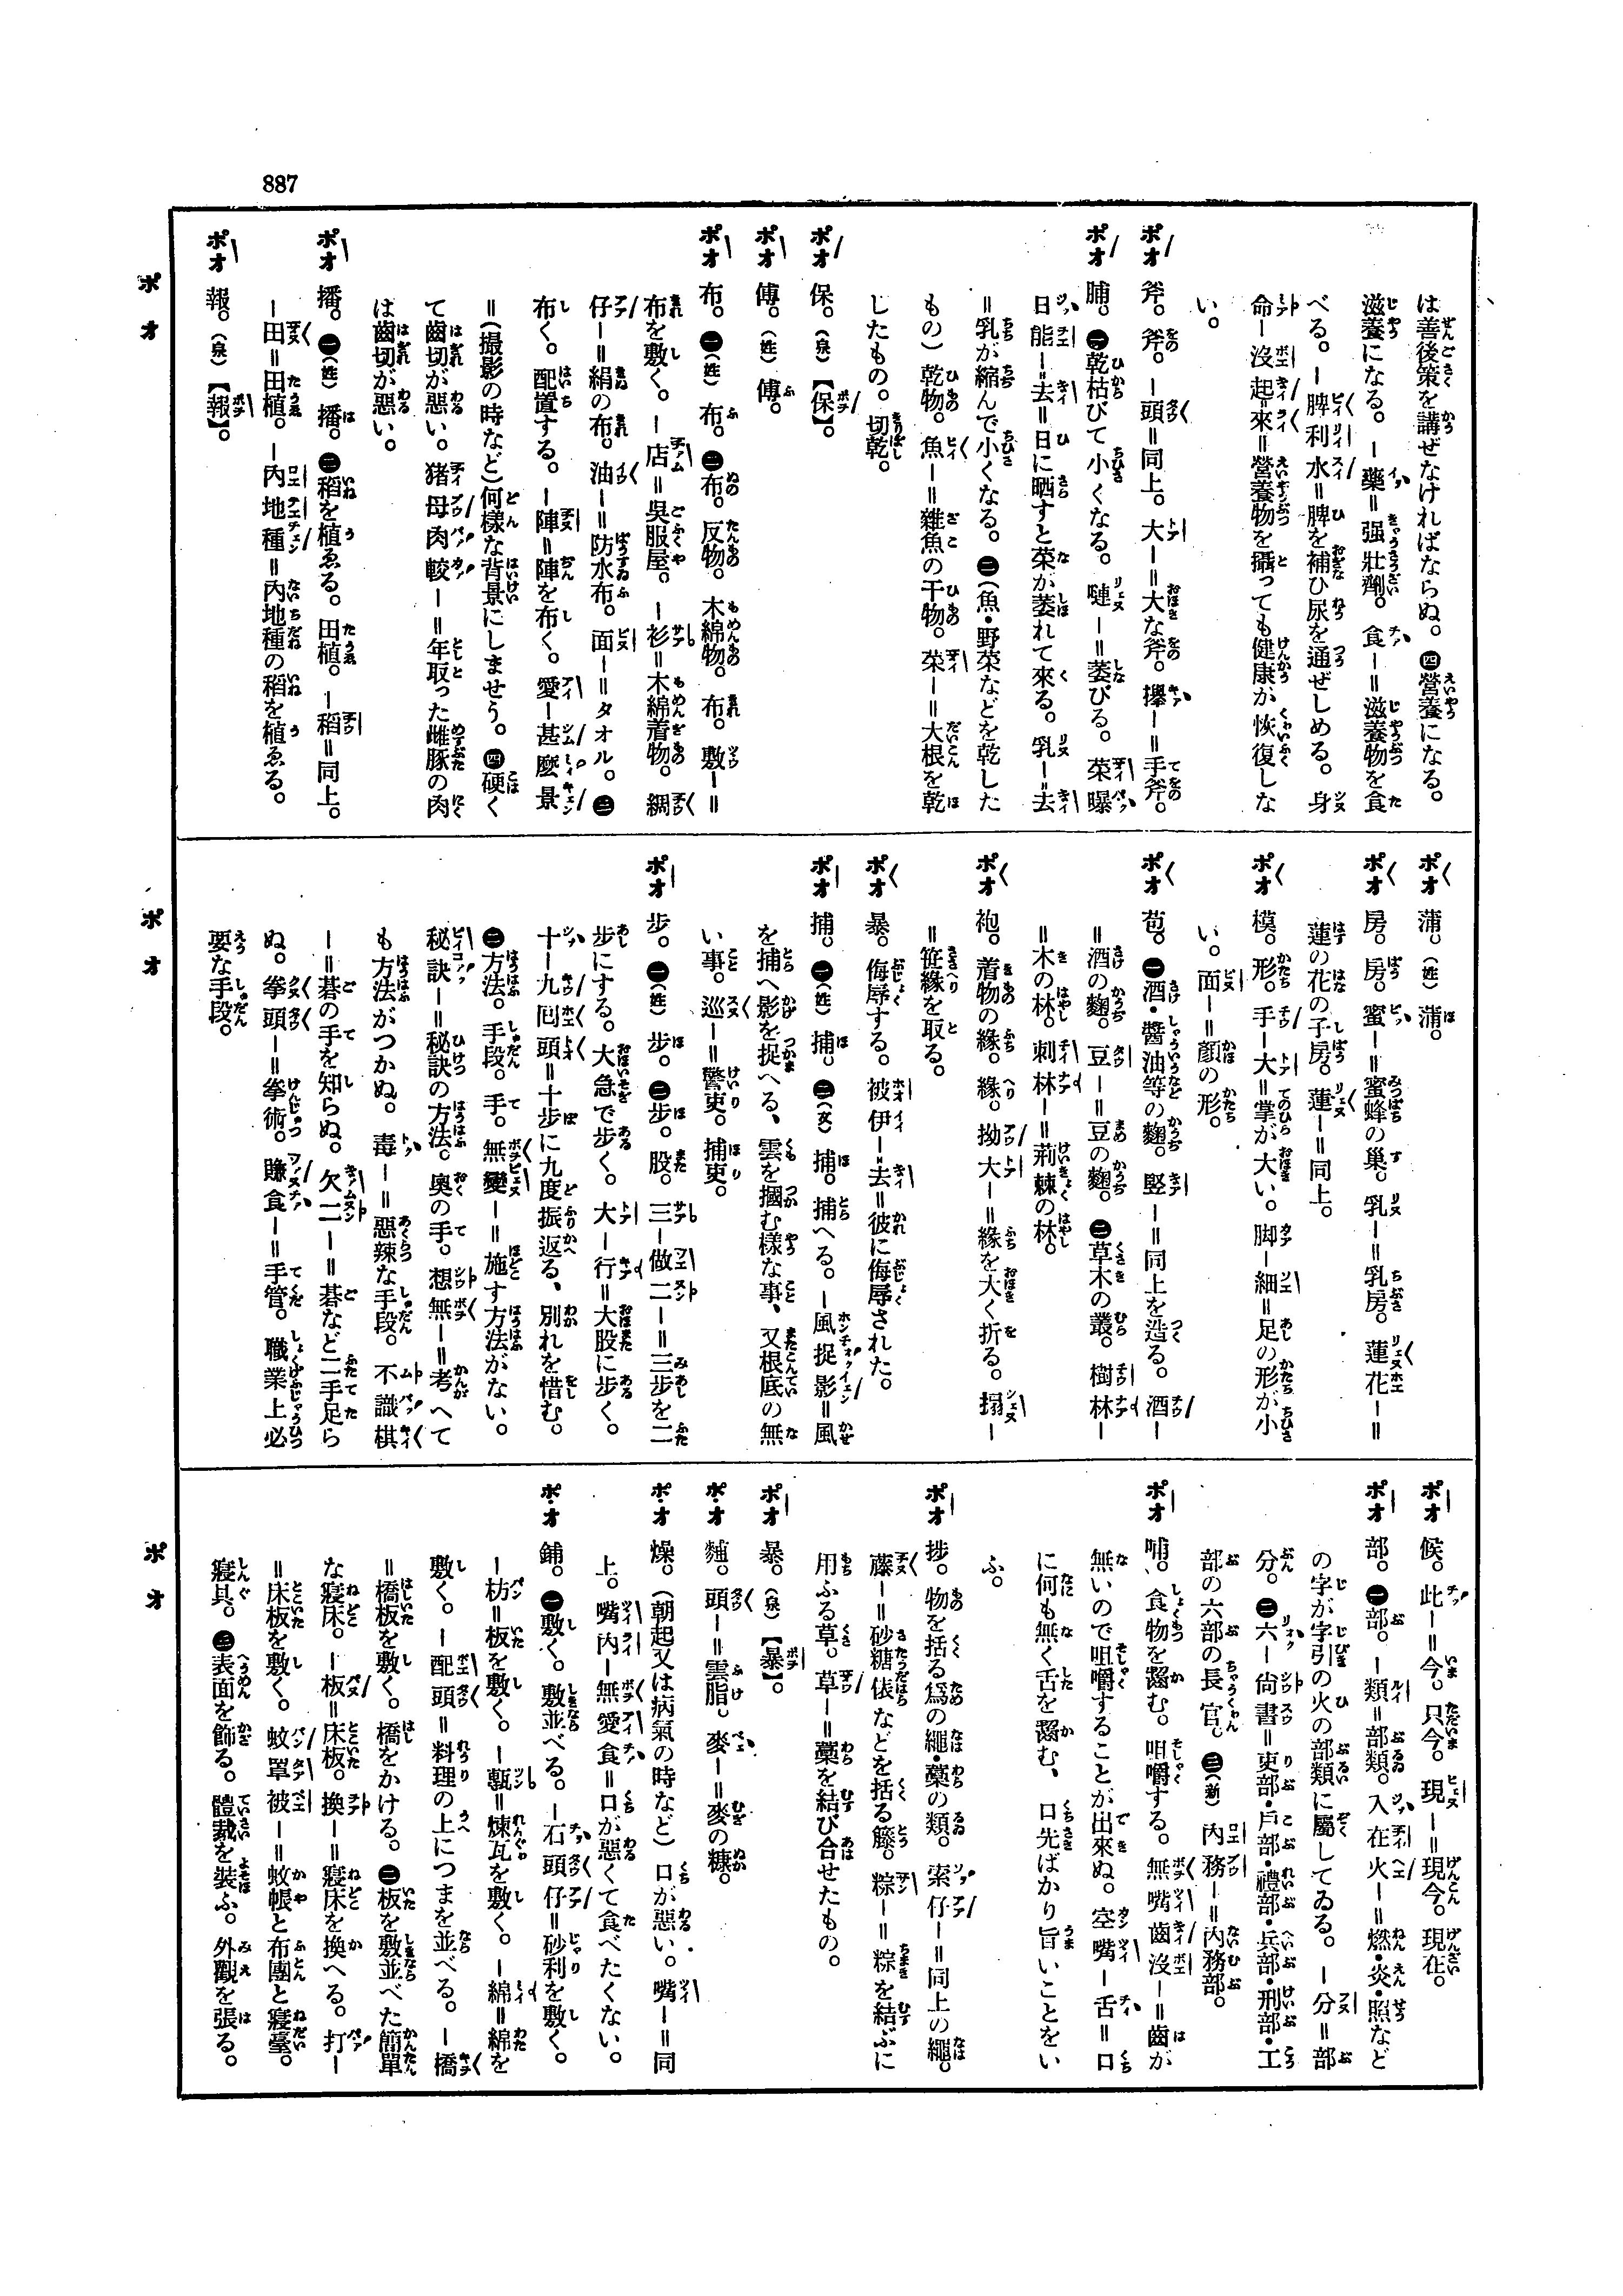 887
は善後策を講ぜなければならぬ。㊃營養になる。
滋養になる。ー藥＝强壯劑。食ー＝滋養物を食
べる。ー脾利水＝脾を補ひ尿を通ぜしめる。身
命ー沒起來＝營養物を攝っても健康が恢復しな
い。
ポオ 斧。斧。ー頭＝同上。大ー＝大な斧。攑ー＝手斧。
ポオ 脯。㊀乾枯びて小くなる。嗹ー＝萎びる。菜曝
日能ー去＝日に晒すと菜が萎れて來る。乳ー去
＝乳が縮んで小くなる。㊁（魚・野菜などを乾した
もの）乾物。魚ー＝雜魚の干物。菜ー＝大根を乾
したもの。切乾。
ポオ 保。（泉）【保】。
ポオ 傅。（姓）傅。
ポオ 布。㊀（姓）布。㊁布。反物。木綿物。布。敷ー＝
布を敷く。ー店＝吳服屋。ー衫＝木綿着物。綢
仔ー＝絹の布。油ー＝防水布。面ー＝タオル。㊂
布く。配置する。ー陣＝陣を布く。愛ー甚麽景
＝（撮影の時など）何樣な背景にしませう。㊃硬く
て齒切が惡い。猪母肉較ー＝年取った雌豚の肉
は齒切が惡い。
ポオ 播。㊀（姓）播。㊁稻を植ゑる。田植。ー稻＝同上。
ー田＝田植。ー內地種＝內地種の稻を植ゑる。
ポオ 報。（泉）【報】。
ポオ 蒲。（姓）蒲。
ポオ 房。房。蜜ー＝蜜蜂の巢。乳ー＝乳房。蓮花ー＝
蓮の花の子房。蓮ー＝同上。
ポオ 模。形。手ー大＝掌が大い。脚ー細＝足の形が小
い。面ー＝顏の形。
ポオ 苞。㊀酒・醬油等の麴。竪ー＝同上を造る。酒ー
＝酒の麴。豆ー＝豆の麴。㊁草木の叢。樹林ー
＝木の林。刺林ー＝荊棘の林。
ポオ 袍。着物の緣。緣。拗大ー＝緣を大く折る。搧ー
＝笹緣を取る。
ポオ 暴。侮辱する。被伊ー去＝彼に侮辱された。
ポオ 捕。㊀（姓）捕。㊁（文）捕。捕へる。ー風捉影＝風
を捕へ影を捉へる、雲を摑む樣な事、又根底の無
い事。巡ー＝警吏。捕吏。
ポオ 步。㊀（姓）步。㊁步。股。三ー做二ー＝三步を二
步にする。大急で步く。大ー行＝大股に步く。
十ー九囘頭＝十步に九度振返る、別れを惜む。
㊂方法。手段。手。無變ー＝施す方法がない。
秘訣ー＝秘訣の方法。奧の手。想無ー＝考へて
も方法がつかぬ。毒ー＝惡辣な手段。不識棋
ー＝碁の手を知らぬ。欠二ー＝碁など二手足ら
ぬ。拳頭ー＝拳術。賺食ー＝手管。職業上必
要な手段。
ポオ 候。此ー＝今。只今。現ー＝現今。現在。
ポオ 部。㊀部。ー類＝部類。入在火ー＝燃・炎・照など
の字が字引の火の部類に屬してゐる。ー分＝部
分。㊁六ー尙書＝吏部・戶部・禮部・兵部・刑部・工
部の六部の長官。㊂（新）內務ー＝內務部。
ポオ 哺。食物を齧む。咀嚼する。無嘴齒沒ー＝齒が
無いので咀嚼することが出來ぬ。空嘴ー舌＝口
に何も無く舌を齧む、口先ばかり旨いことをい
ふ。
ポオ 捗。物を括る爲の繩・藁の類。索仔ー＝同上の繩。
藤ー＝砂糖俵などを括る籐。粽ー＝粽を結ぶに
用ふる草。草ー＝藁を結び合せたもの。
ポオ 暴。（泉）【暴】。
ポ・オ 麱。頭ー＝雲脂。麥ー＝麥の糠。
ポ・オ 燥。（朝起又は病氣の時など）口が惡い。嘴ー＝同
上。嘴內ー無愛食＝口が惡くて食べたくない。
ポ・オ 鋪。㊀敷く。敷並べる。ー石頭仔＝砂利を敷く。
ー枋＝板を敷く。ー甎＝煉瓦を敷く。ー綿＝綿を
敷く。ー配頭＝料理の上につまを並べる。ー橋
＝橋板を敷く。橋をかける。㊁板を敷並べた簡單
な寢床。ー板＝床板。換ー＝寢床を換へる。打ー
＝床板を敷く。蚊罩被ー＝蚊帳と布團と寢臺。
寢具。㊂表面を飾る。體裁を裝ふ。外觀を張る。
ポオ
ポオ
ポオ